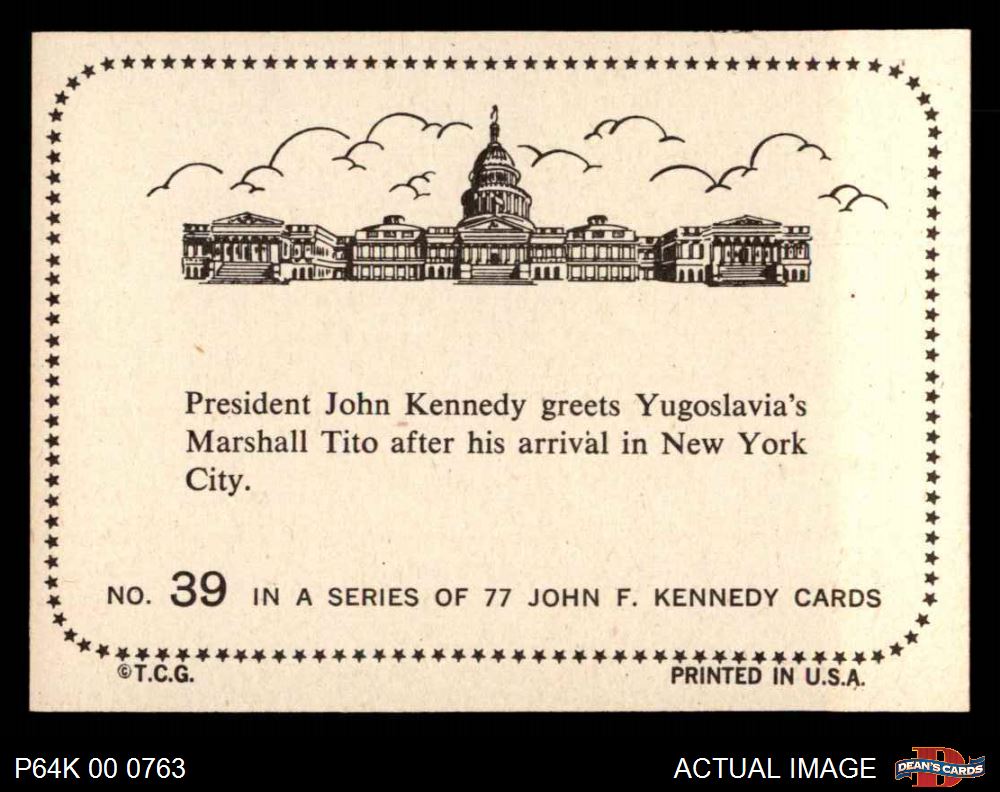 President John Kennedy greets Yugoslavia's
Marshall Tito after his arrival in New York
City.
NO. 39 IN A SERIES OF 77 JOHN F. KENNEDY CARDS
©T.C.G.
PRINTED IN U.S.A.
P64K 00 0763
ACTUAL IMAGE
DEAN'S CARDS